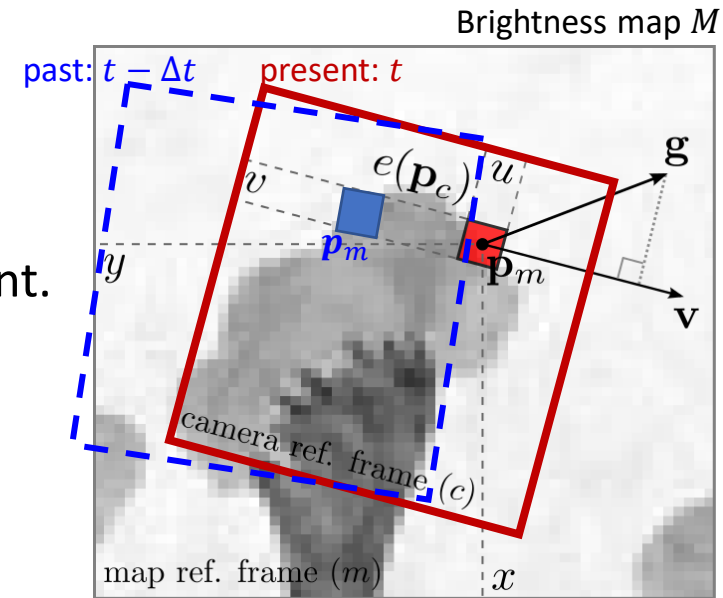 Brightness map M
past: t − Δt
present: t
e(p_c)
u
v
g
p_m
p_m
y
nt.
v
camera ref. frame (c)
map ref. frame (m)
x